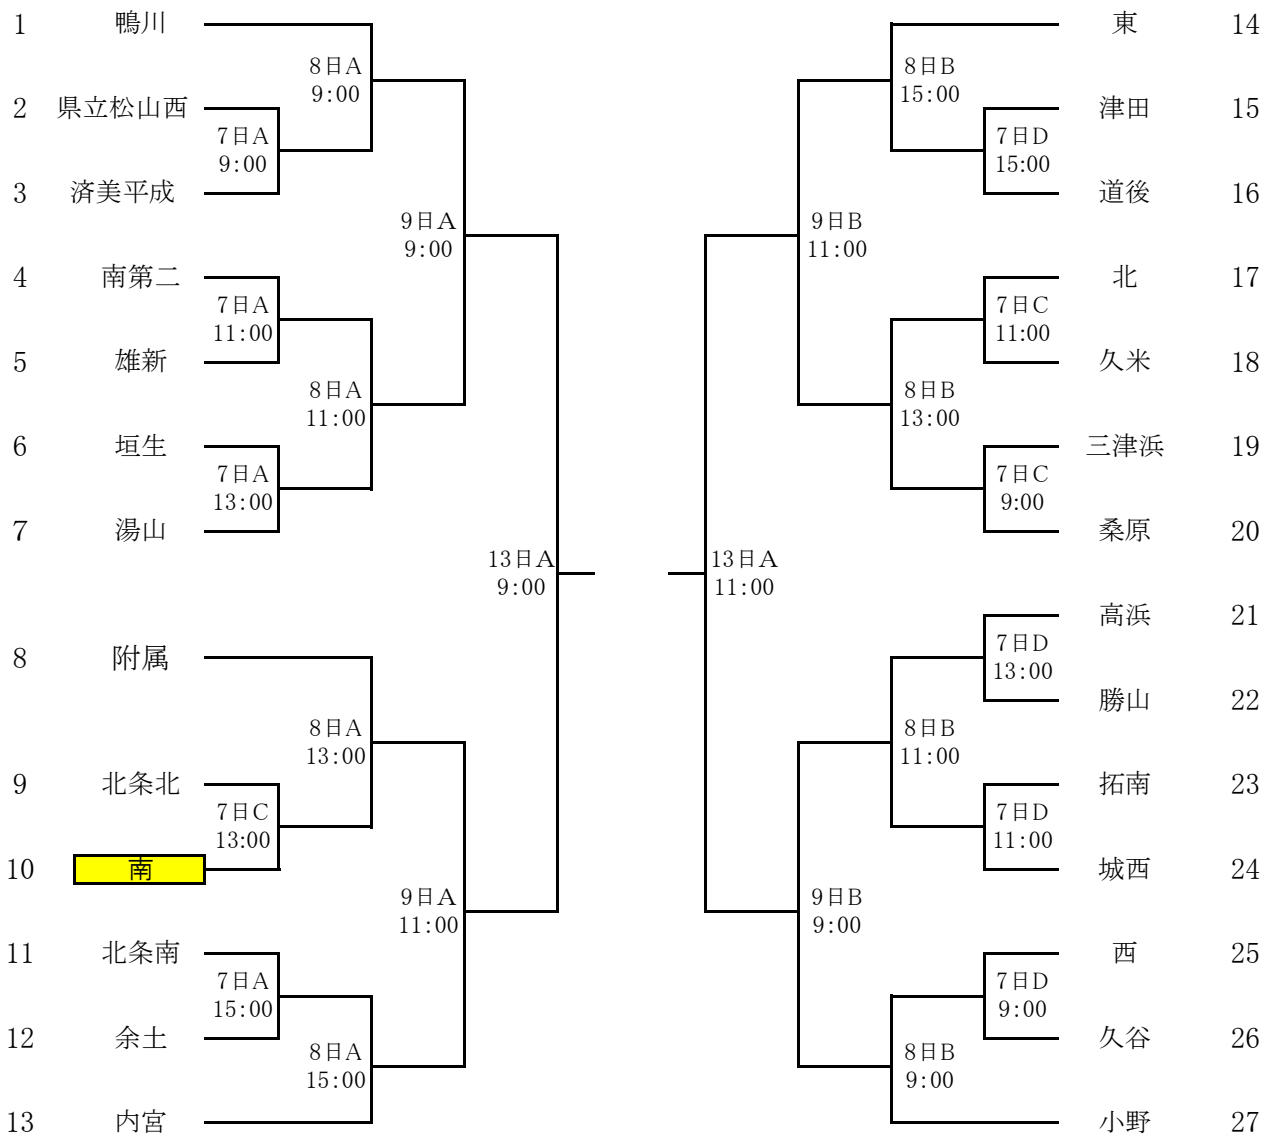 1 鴨川
8日A
9:00
2 県立松山西
7日A
9:00
3 済美平成
9日A
9:00
4 南第二
7日A
11:00
5 雄新
8日A
11:00
6 垣生
7日A
13:00
7 湯山
13日A
9:00
8 附属
8日A
13:00
9 北条北
7日C
13:00
10 南
9日A
11:00
11 北条南
7日A
15:00
12 余土
8日A
15:00
13 内宮
東 14
8日B
15:00
津田 15
7日D
15:00
道後 16
9日B
11:00
北 17
7日C
11:00
久米 18
8日B
13:00
三津浜 19
7日C
9:00
桑原 20
13日A
11:00
高浜 21
7日D
13:00
勝山 22
8日B
11:00
拓南 23
7日D
11:00
城西 24
9日B
9:00
西 25
7日D
9:00
久谷 26
8日B
9:00
小野 27